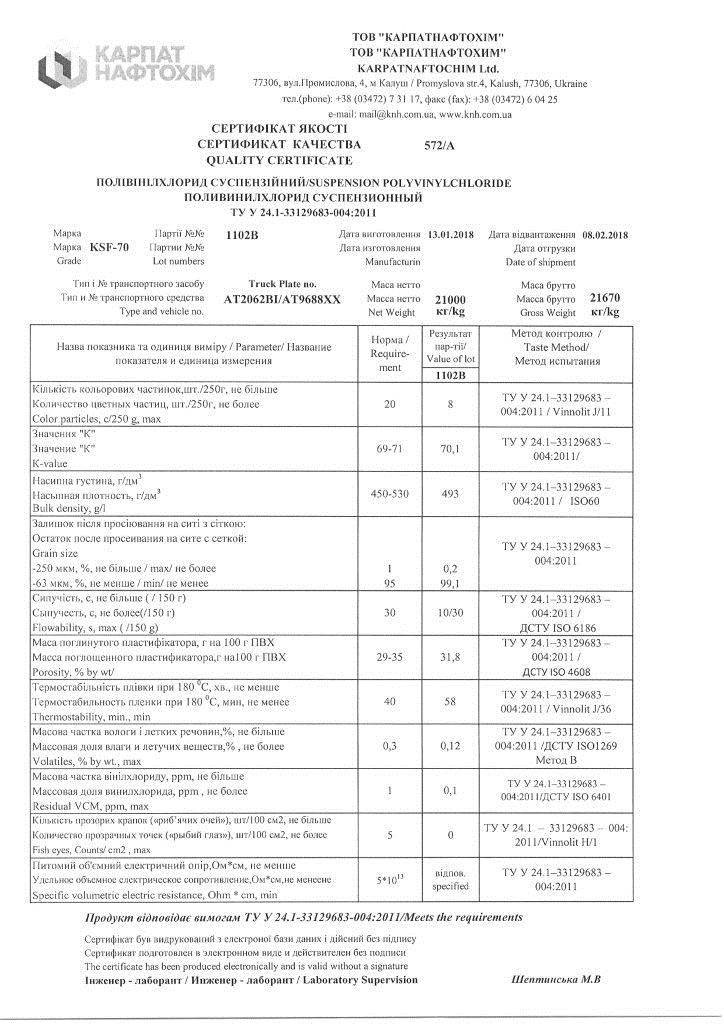 КАРПАТ
НАФТОХІМ
ТОВ "КАРПАТНАФТОХІМ"
ТОВ "КАРПАТНАФТОХИМ"
KARPATNAFTOCHIM Ltd.
77306, вул.Промислова, 4, м Калуш / Promyslova str.4, Kalush, 77306, Ukraine
тел.(phone): +38 (03472) 7 31 17, факс (fax): +38 (03472) 6 04 25
e-mail: mail@knh.com.ua, www.knh.com.ua
СЕРТИФІКАТ ЯКОСТІ
СЕРТИФИКАТ КАЧЕСТВА 572/А
QUALITY CERTIFICATE
ПОЛІВІНІЛХЛОРИД СУСПЕНЗІЙНИЙ/SUSPENSION POLYVINYLCHLORIDE
ПОЛИВИНИЛХЛОРИД СУСПЕНЗИОННЫЙ
ТУ У 24.1-33129683-004:2011
Марка Партії №№ 1102В Дата виготовлення 13.01.2018 Дата відвантаження 08.02.2018
Марка KSF-70 Партии №№ Дата изготовления Дата отгрузки
Grade Lot numbers Manufacturin Date of shipment
Тип і № транспортного засобу Truck Plate no. Маса нетто Маса брутто
Тип и № транспортного средства АТ2062ВІ/АТ9688ХХ Масса нетто 21000 Масса брутто 21670
Type and vehicle no. Net Weight кг/kg Gross Weight кг/kg
Назва показника та одиниця виміру / Parameter/ Название
показателя и единица измерения
Норма /
Require-
ment
Результат
пар-тії/
Value of lot
1102В
Метод контролю /
Taste Method/
Метод испытания
Кількість кольорових частинок,шт./250г, не більше
Количество цветных частиц, шт./250г, не более
Color particles, c/250 g, max
20
8
ТУ У 24.1–33129683 –
004:2011 / Vinnolit J/11
Значення "К"
Значение "К"
K-value
69-71
70,1
ТУ У 24.1–33129683 –
004:2011/
Насипна густина, г/дм3
Насыпная плотность, г/дм3
Bulk density, g/l
450-530
493
ТУ У 24.1–33129683 –
004:2011 / ISO60
Залишок після просіювання на ситі з сіткою:
Остаток после просеивания на сите с сеткой:
Grain size
-250 мкм, %, не більше / max/ не более 1 0,2
-63 мкм, %, не менше / min/ не менее 95 99,1
ТУ У 24.1–33129683 –
004:2011
Сипучість, с, не більше ( / 150 г)
Сыпучесть, с, не более(/150 г)
Flowability, s, max ( /150 g)
30
10/30
ТУ У 24.1–33129683 –
004:2011 /
ДСТУ ISO 6186
Маса поглинутого пластифікатора, г на 100 г ПВХ
Масса поглощенного пластификатора,г на100 г ПВХ
Porosity, % by wt/
29-35
31,8
ТУ У 24.1–33129683 –
004:2011 /
ДСТУ ISO 4608
Термостабільність плівки при 180 0С, хв., не менше
Термостабильность пленки при 180 0С, мин, не менее
Thermostability, min., min
40
58
ТУ У 24.1–33129683 –
004:2011 / Vinnolit J/36
Масова частка вологи і летких речовин,%, не більше
Массовая доля влаги и летучих веществ,% , не более
Volatiles, % by wt., max
0,3
0,12
ТУ У 24.1–33129683 –
004:2011 /ДСТУ ISO1269
Метод В
Масова частка вінілхлориду, ppm, не більше
Массовая доля винилхлорида, ppm , не более
Residual VCM, ppm, max
1
0,1
ТУ У 24.1–33129683 –
004:2011/ДСТУ ISO 6401
Кількість прозорих крапок («риб'ячих очей»), шт/100 см2, не більше
Количество прозрачных точек («рыбий глаз»), шт/100 см2, не более
Fish eyes, Counts/ cm2 , max
5
0
ТУ У 24.1 – 33129683 – 004:
2011/Vinnolit H/1
Питомий об'ємний електричний опір,Ом*см, не менше
Удельное объемное електрическое сопротивление,Ом*см,не менеене
Specific volumetric electric resistance, Ohm * cm, min
5*1013
відпов.
specified
ТУ У 24.1–33129683 –
004:2011
Продукт відповідає вимогам ТУ У 24.1-33129683-004:2011/Meets the requirements
Сертифікат був видрукований з електроної бази даних і дійсний без підпису
Сертификат подготовлен в электронном виде и действителен без подписи
The certificate has been produced electronically and is valid without a signature
Інженер - лаборант / Инженер - лаборант / Laboratory Supervision Шептинська М.В